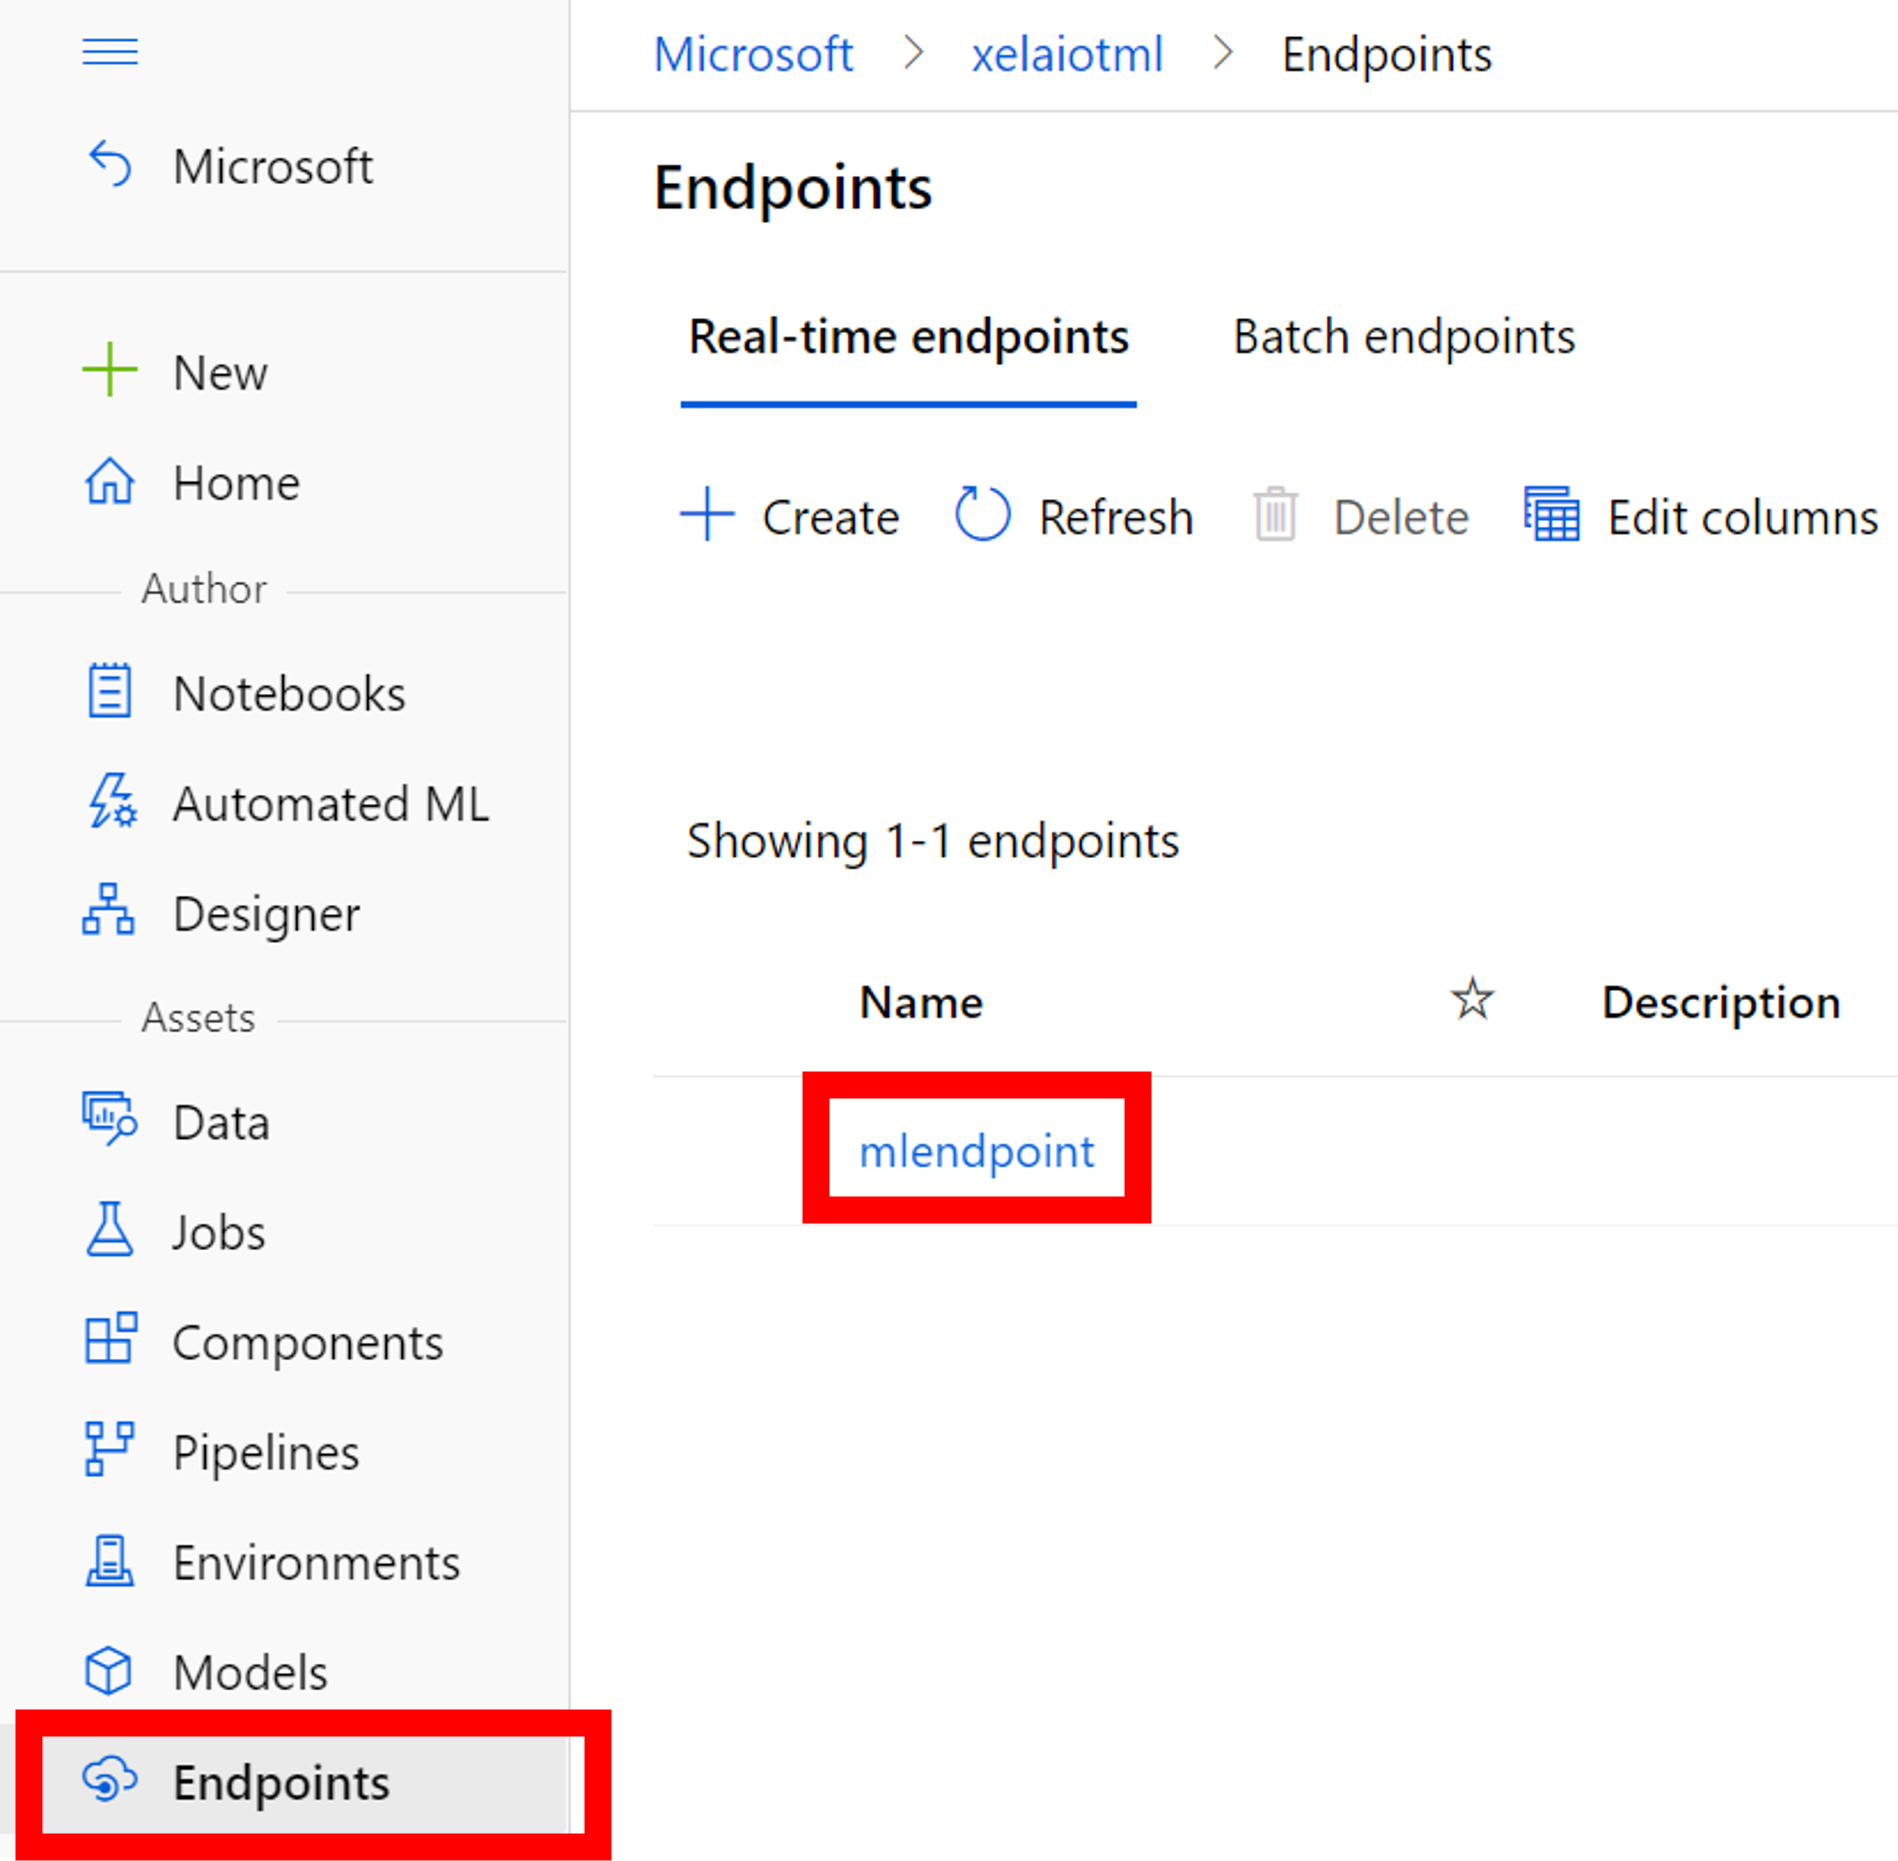 Microsoft
New
Home
Author
Notebooks
Automated ML
Designer
Assets
Data
Jobs
Components
Pipelines
Environments
Models
Endpoints
Microsoft > xelaiotml > Endpoints
Endpoints
Real-time endpoints Batch endpoints
Create Refresh Delete Edit columns
Showing 1-1 endpoints
Name Description
mlendpoint